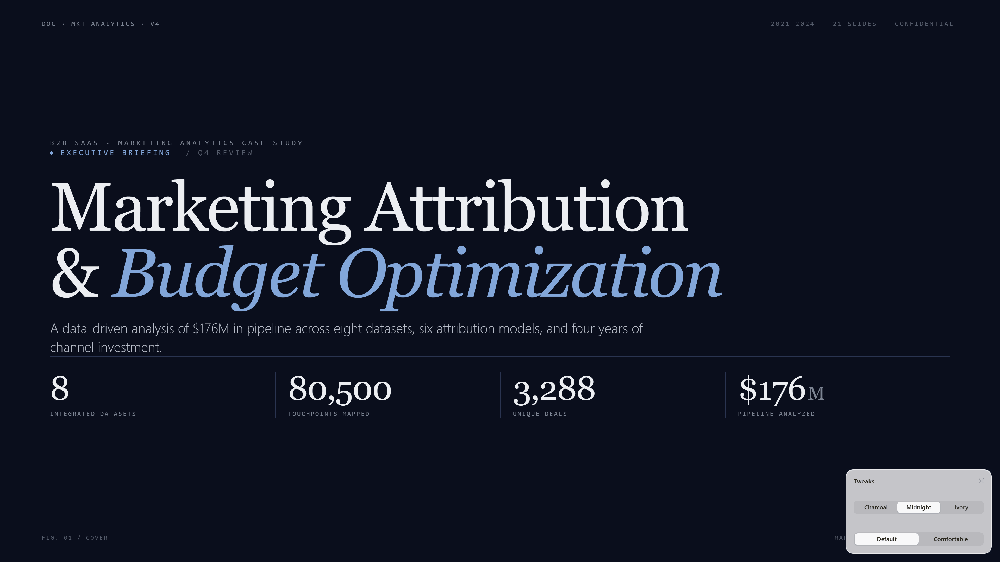 DOC · MKT-ANALYTICS · V4
2021—2024 21 SLIDES CONFIDENTIAL
B2B SAAS · MARKETING ANALYTICS CASE STUDY
• EXECUTIVE BRIEFING / Q4 REVIEW
Marketing Attribution
& Budget Optimization
A data-driven analysis of $176M in pipeline across eight datasets, six attribution models, and four years of
channel investment.
8
INTEGRATED DATASETS
80,500
TOUCHPOINTS MAPPED
3,288
UNIQUE DEALS
$176M
PIPELINE ANALYZED
Tweaks
Charcoal Midnight Ivory
Default Comfortable
FIG. 01 / COVER